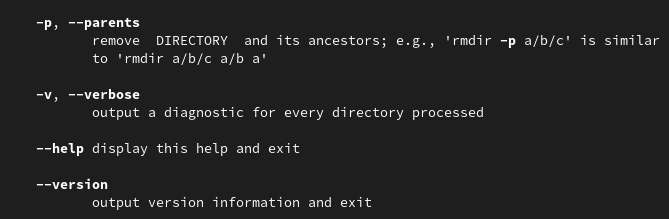 -p, --parents
remove  DIRECTORY  and its ancestors; e.g., 'rmdir -p a/b/c' is similar
to 'rmdir a/b/c a/b a'
-v, --verbose
output a diagnostic for every directory processed
--help display this help and exit
--version
output version information and exit